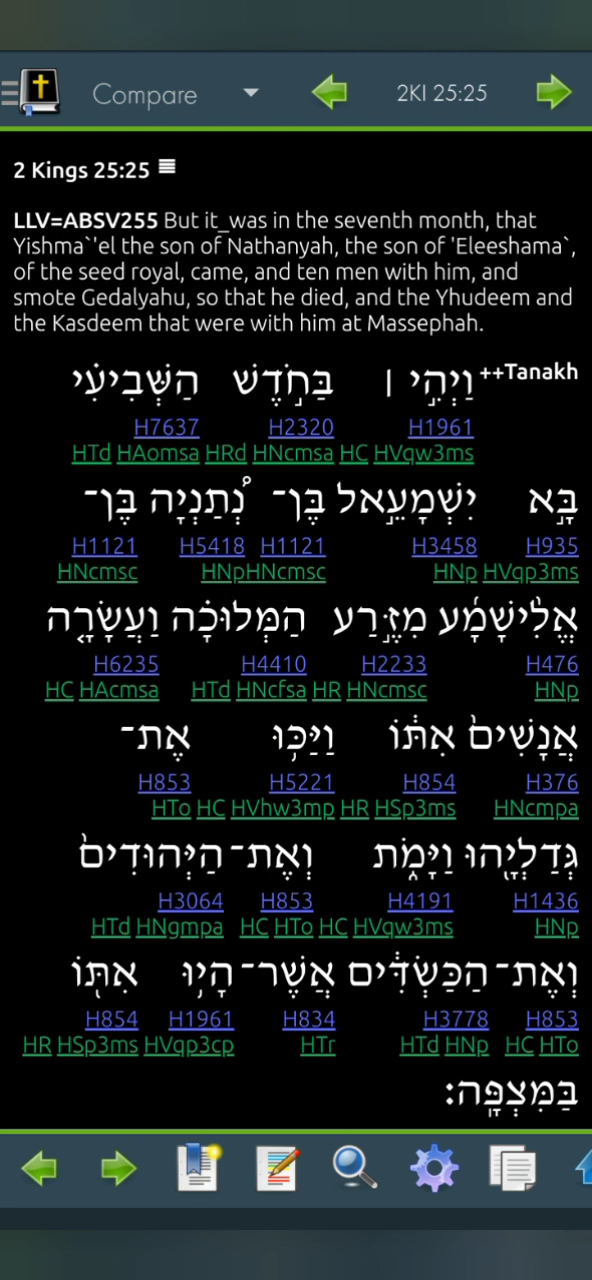 Compare
2KI 25:25
2 Kings 25:25
LLV=ABSV255 But it_was in the seventh month, that
Yishma`'el the son of Nathanyah, the son of 'Eleeshama`,
of the seed royal, came, and ten men with him, and
smote Gedalyahu, so that he died, and the Yhudeem and
the Kasdeem that were with him at Massephah.
++Tanakh וַיְהִ֣י ׀ בַּחֹ֣דֶשׁ הַשְּׁבִיעִ֗י
H7637 H2320 H1961
HTd HAomsa HRd HNcmsa HC HVqw3ms
בָּ֣א יִשְׁמָעֵ֣אל בֶּן־ נְ֠תַנְיָה בֶּן־
H1121 H5418 H1121 H3458 H935
HNcmsc HNpHNcmsc HNp HVqp3ms
אֱלִ֨ישָׁמָ֜ע מִזֶּ֣רַע הַמְּלוּכָ֗ה וַעֲשָׂרָ֤ה
H6235 H4410 H2233 H476
HC HAcmsa HTd HNcfsa HR HNcmsc HNp
אֲנָשִׁים֙ אִתּ֔וֹ וַיַּכּ֥וּ אֶת־
H853 H5221 H854 H376
HTo HC HVhw3mp HR HSp3ms HNcmpa
גְּדַלְיָ֖הוּ וַיָּמֹ֑ת וְאֶת־ הַיְּהוּדִים֙
H3064 H853 H4191 H1436
HTd HNgmpa HC HTo HC HVqw3ms HNp
וְאֶת־ הַכַּשְׂדִּ֔ים אֲשֶׁר־ הָי֥וּ אִתּ֖וֹ
H854 H1961 H834 H3778 H853
HR HSp3ms HVqp3cp HTr HTd HNp HC HTo
בַּמִּצְפָּֽה׃